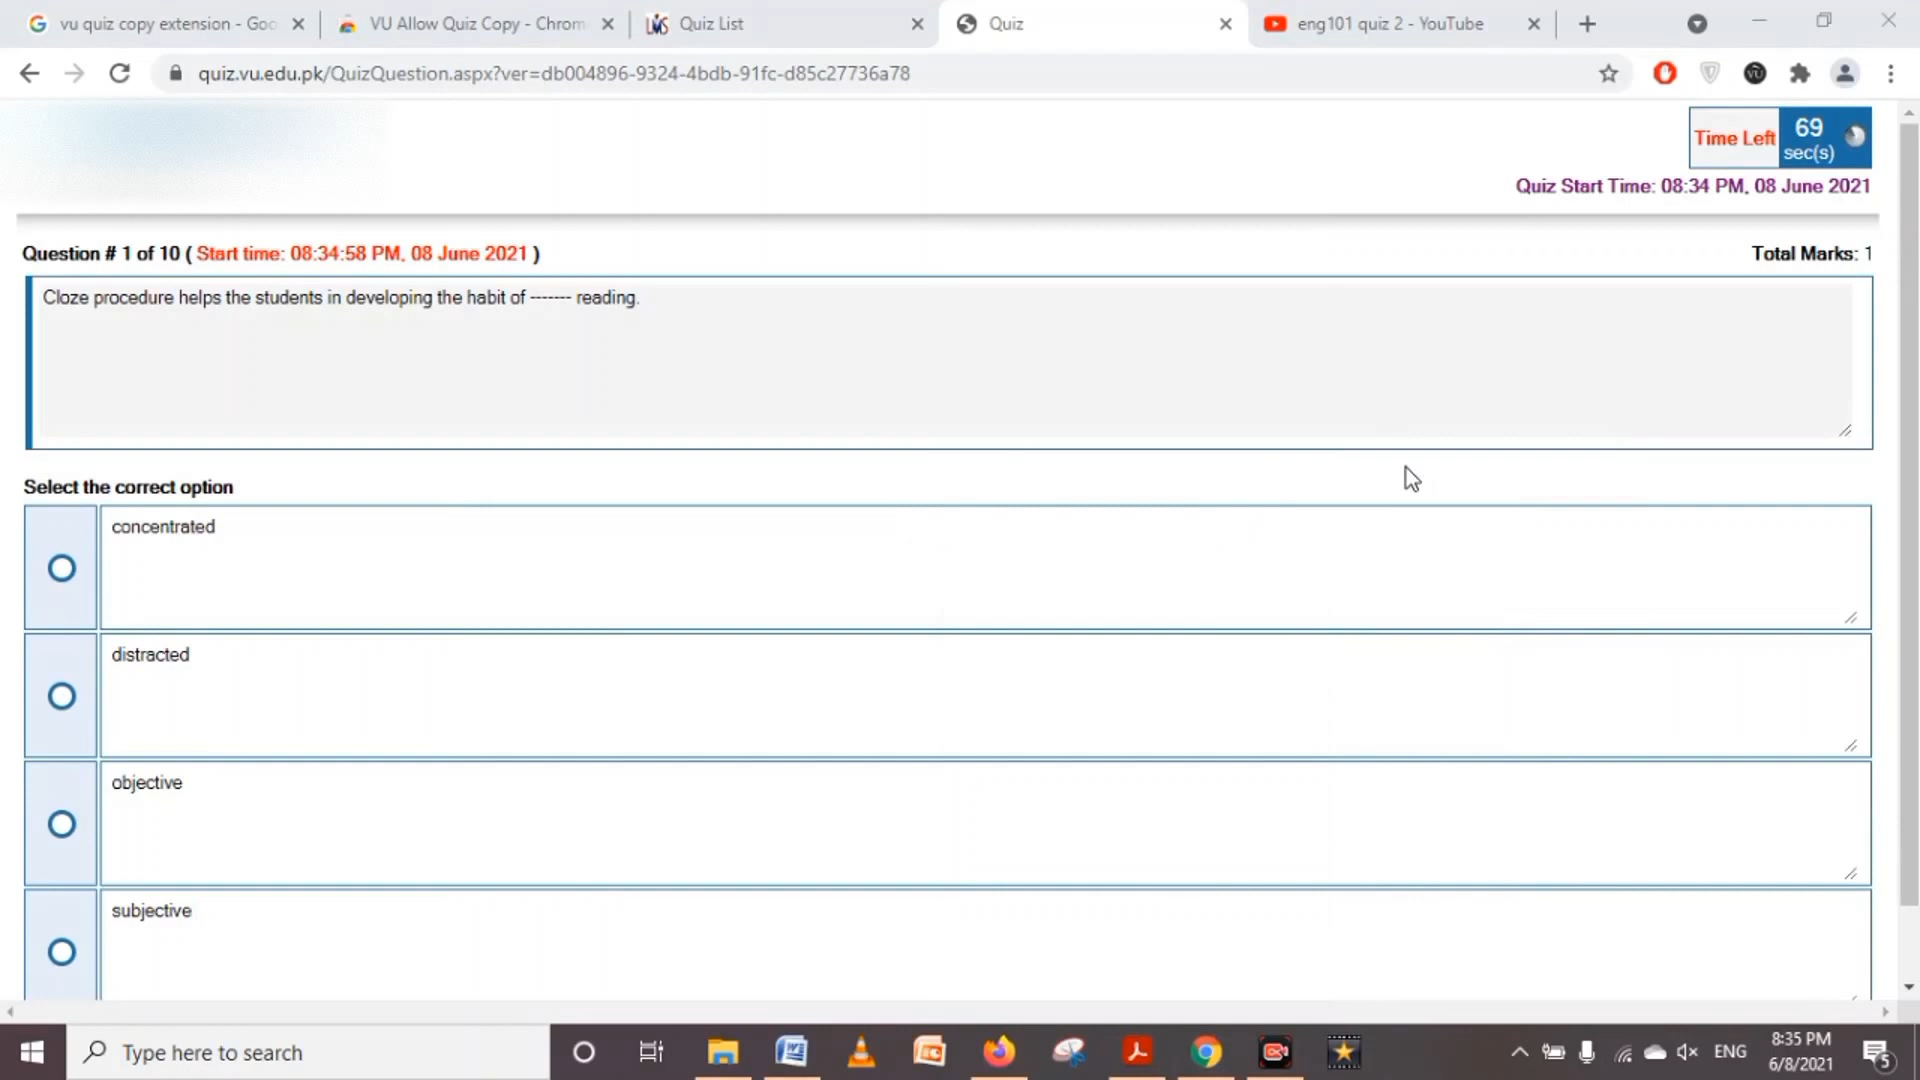 vu quiz copy extension - Goo
VU Allow Quiz Copy - Chrom
Quiz List
Quiz
eng101 quiz 2 - YouTube
quiz.vu.edu.pk/QuizQuestion.aspx?ver=db004896-9324-4bdb-91fc-d85c27736a78
Time Left 69 sec(s)
Quiz Start Time: 08:34 PM, 08 June 2021
Question # 1 of 10 ( Start time: 08:34:58 PM, 08 June 2021 )
Total Marks: 1
Cloze procedure helps the students in developing the habit of ------- reading.
Select the correct option
concentrated
distracted
objective
subjective
Type here to search
ENG
8:35 PM
6/8/2021
5